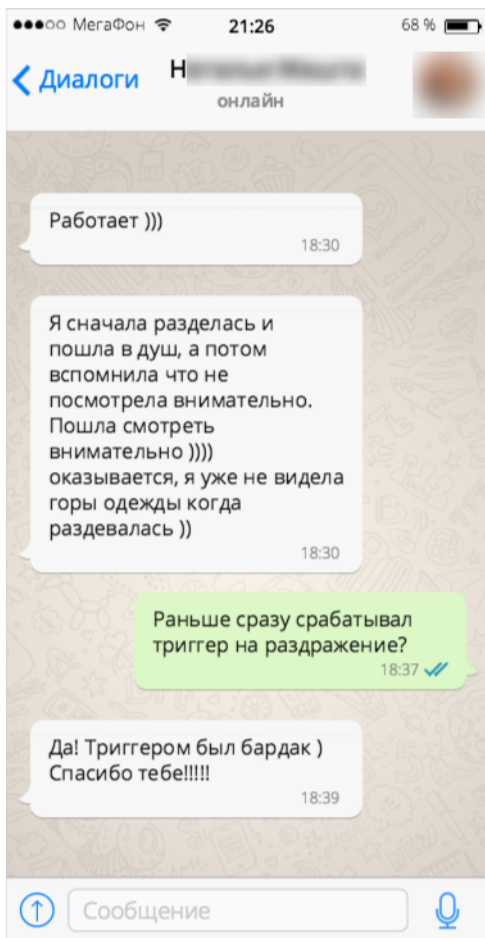 МегаФон 21:26 68 %
Диалоги Н
онлайн
Работает )))
18:30
Я сначала разделась и
пошла в душ, а потом
вспомнила что не
посмотрела внимательно.
Пошла смотреть
внимательно ))))
оказывается, я уже не видела
горы одежды когда
раздевалась ))
18:30
Раньше сразу срабатывал
триггер на раздражение?
18:37
Да! Триггером был бардак )
Спасибо тебе!!!!!
18:39
Сообщение